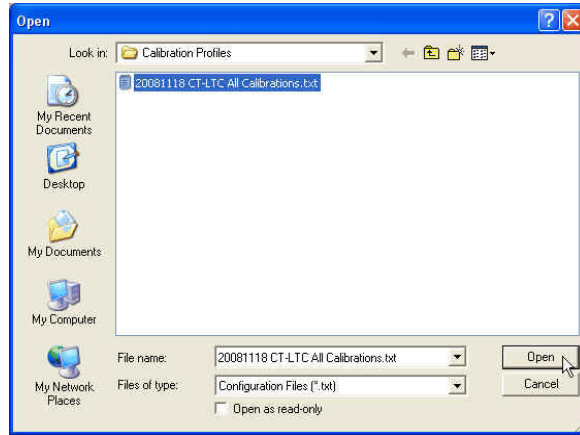 Open
Look in:
Calibration Profiles
20081118 CT-LTC All Calibrations.txt
My Recent
Documents
Desktop
My Documents
My Computer
My Network
Places
File name:
20081118 CT-LTC All Calibrations.txt
Open
Files of type:
Configuration Files (*.txt)
Cancel
Open as read-only